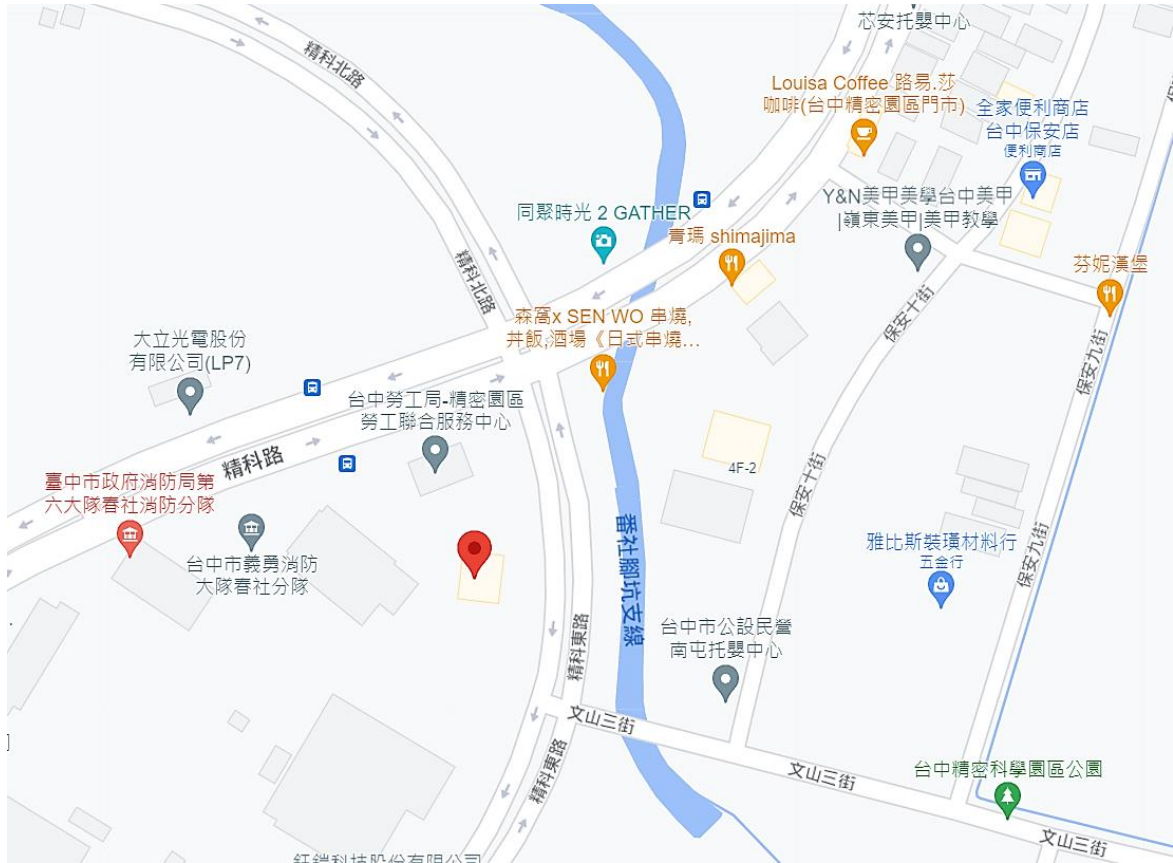 芯安托嬰中心
精科北路
Louisa Coffee 路易.莎
咖啡(台中精密園區門市)
全家便利商店
台中保安店
便利商店
同聚時光 2 GATHER
Y&N美甲美學台中美甲
|嶺東美甲|美甲教學
青瑪 shimajima
精科北路
芬妮漢堡
森窩x SEN WO 串燒,
丼飯,酒場《日式串燒...
保安十街
大立光電股份
有限公司(LP7)
保安九街
台中勞工局-精密園區
勞工聯合服務中心
精科路
4F-2
保安十街
臺中市政府消防局第
六大隊春社消防分隊
番社腳坑支線
雅比斯裝璜材料行
五金行
保安九街
台中市義勇消防
大隊春社分隊
台中市公設民營
南屯托嬰中心
精科東路
文山三街
精科東路
文山三街
台中精密科學園區公園
文山三街